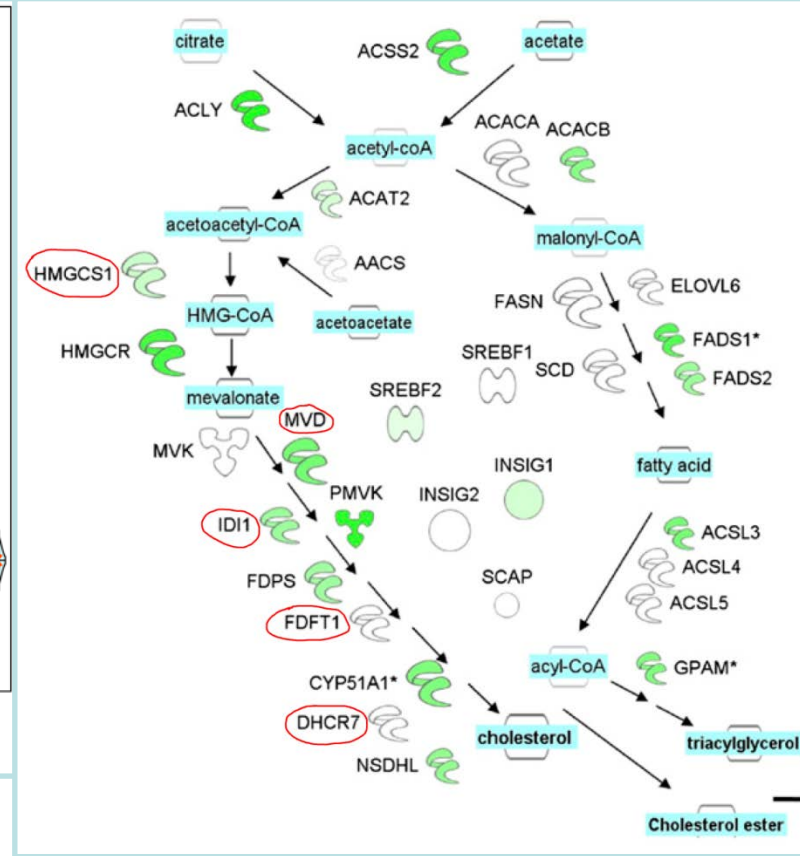 citrate
ACSS2
acetate
ACLY
ACACA
ACACB
acetyl-coA
ACAT2
acetoacetyl-CoA
malonyl-CoA
HMGCS1
AACS
ELOVL6
FASN
HMG-CoA
acetoacetate
FADS1*
HMGCR
SREBF1
SCD
FADS2
SREBF2
mevalonate
MVD
MVK
fatty acid
INSIG1
PMVK
INSIG2
IDI1
ACSL3
ACSL4
FDPS
SCAP
ACSL5
FDFT1
acyl-CoA
GPAM*
CYP51A1*
DHCR7
cholesterol
triacylglycerol
NSDHL
Cholesterol ester